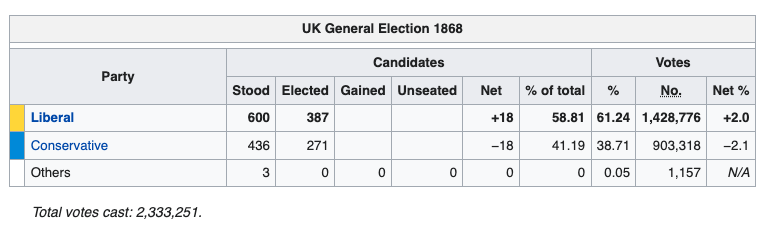 UK General Election 1868
Party Candidates Votes
Stood Elected Gained Unseated Net % of total % No. Net %
Liberal 600 387 +18 58.81 61.24 1,428,776 +2.0
Conservative 436 271 −18 41.19 38.71 903,318 −2.1
Others 3 0 0 0 0 0 0.05 1,157 N/A
Total votes cast: 2,333,251.